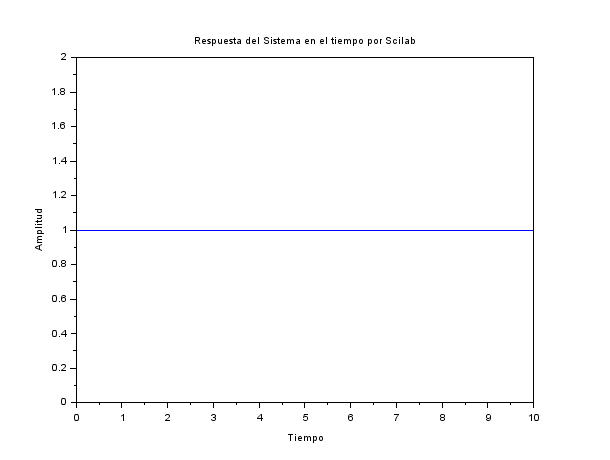 Respuesta del Sistema en el tiempo por Scilab
2
1.8
1.6
1.4
1.2
1
0.8
0.6
0.4
0.2
0
Amplitud
0 1 2 3 4 5 6 7 8 9 10
Tiempo